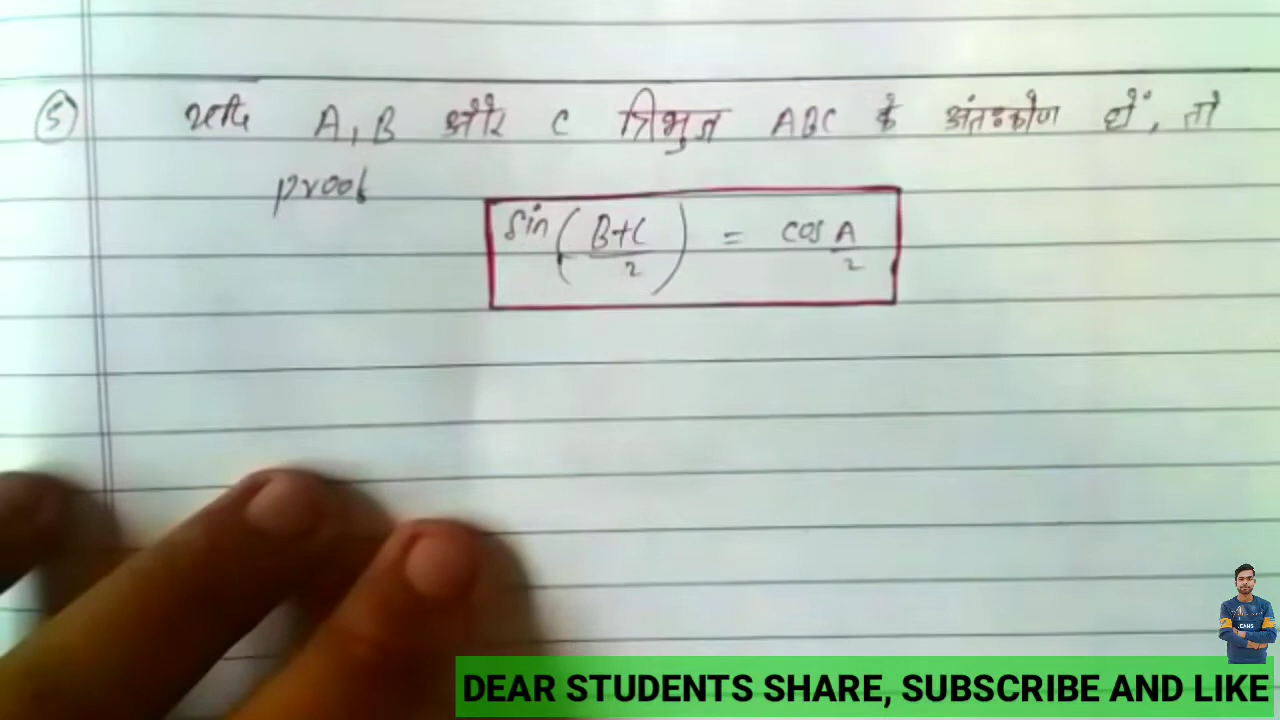 (5) यदि A, B और C त्रिभुज ABC के अंतःकोण हों, तो
proof
sin(B+C/2) = cos A/2
DEAR STUDENTS SHARE, SUBSCRIBE AND LIKE